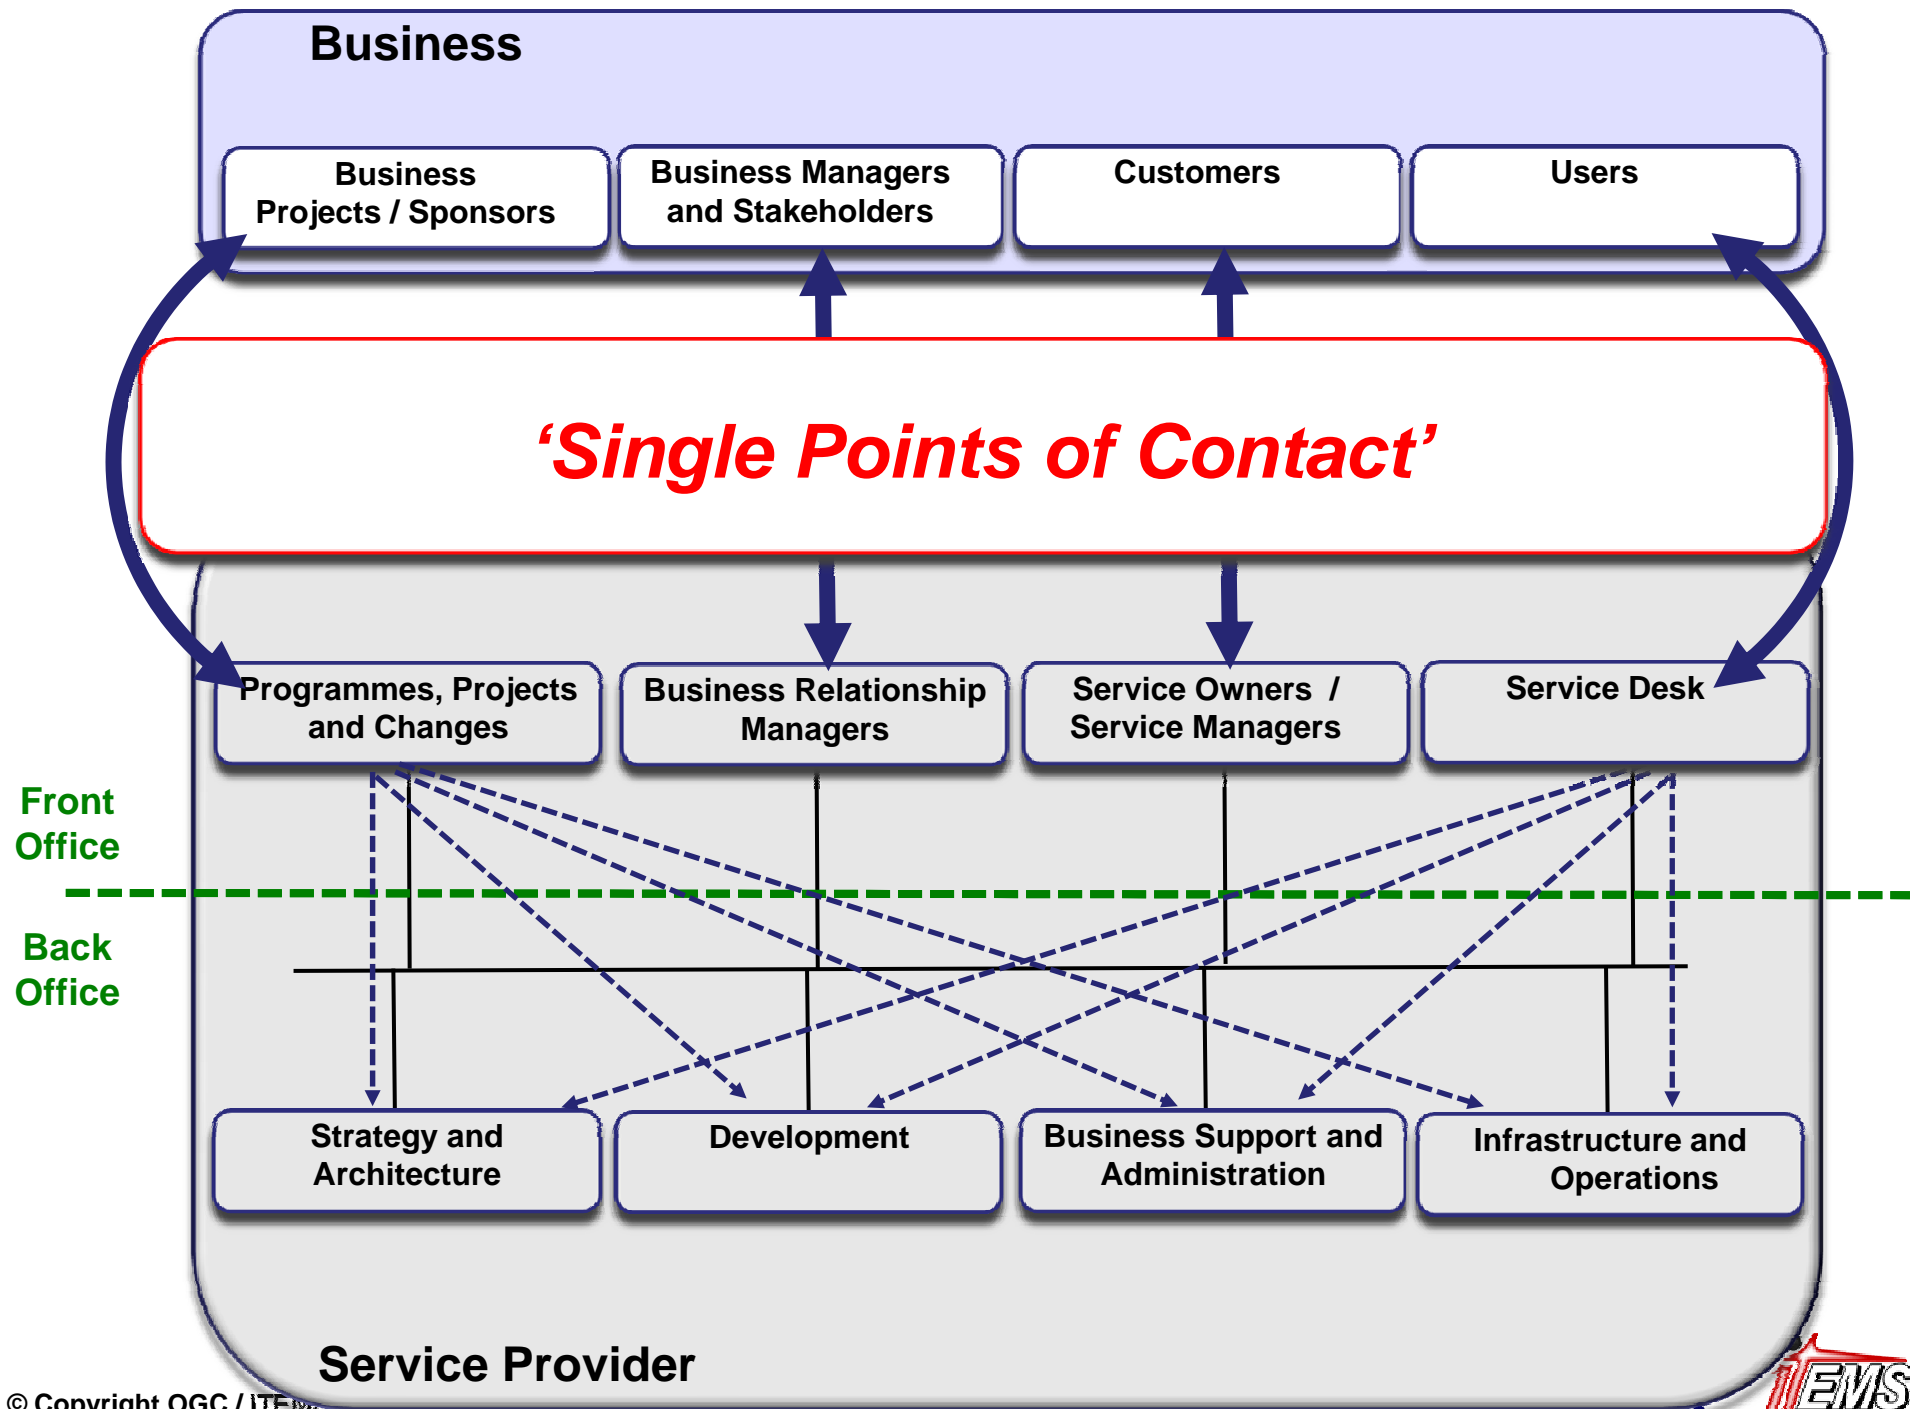 Business
Business
Projects / Sponsors
Business Managers
and Stakeholders
Customers
Users
‘Single Points of Contact’
Programmes, Projects
and Changes
Business Relationship
Managers
Service Owners /
Service Managers
Service Desk
Front
Office
Back
Office
Strategy and
Architecture
Development
Business Support and
Administration
Infrastructure and
Operations
Service Provider
© Copyright OGC /
iTEMS